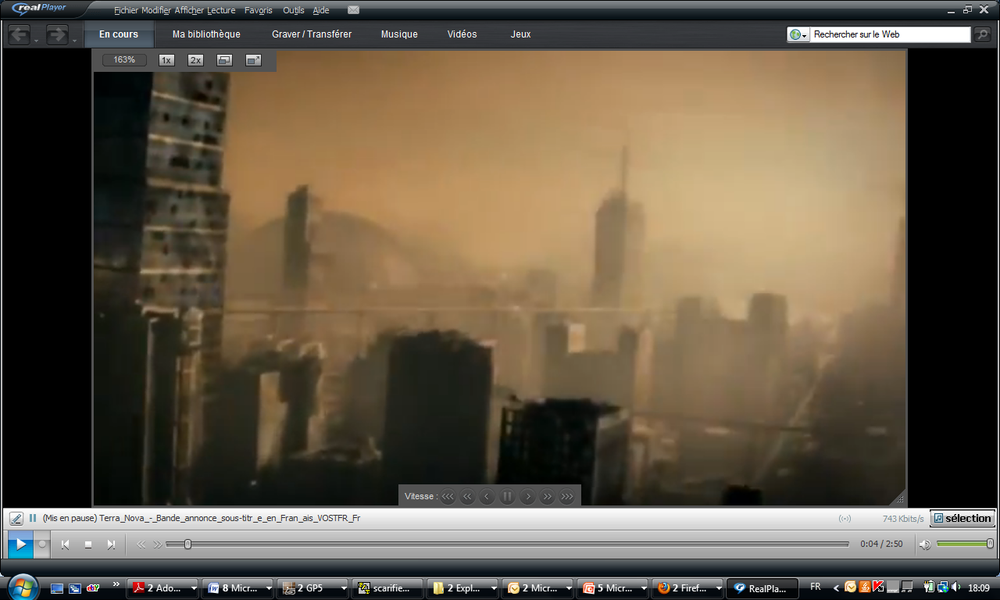 real Player
Fichier Modifier Afficher Lecture Favoris Outils Aide
En cours Ma bibliothèque Graver / Transférer Musique Vidéos Jeux Rechercher sur le Web
163% 1x 2x
Vitesse :
(Mis en pause) Terra_Nova_-_Bande_annonce_sous-titr_e_en_Fran_ais_VOSTFR_Fr 743 Kbits/s sélection
0:04 / 2:50
2 Ado... 8 Micr... 2 GP5 scarifie... 2 Expl... 2 Micr... 5 Micr... 2 Firef... RealPla... FR 18:09